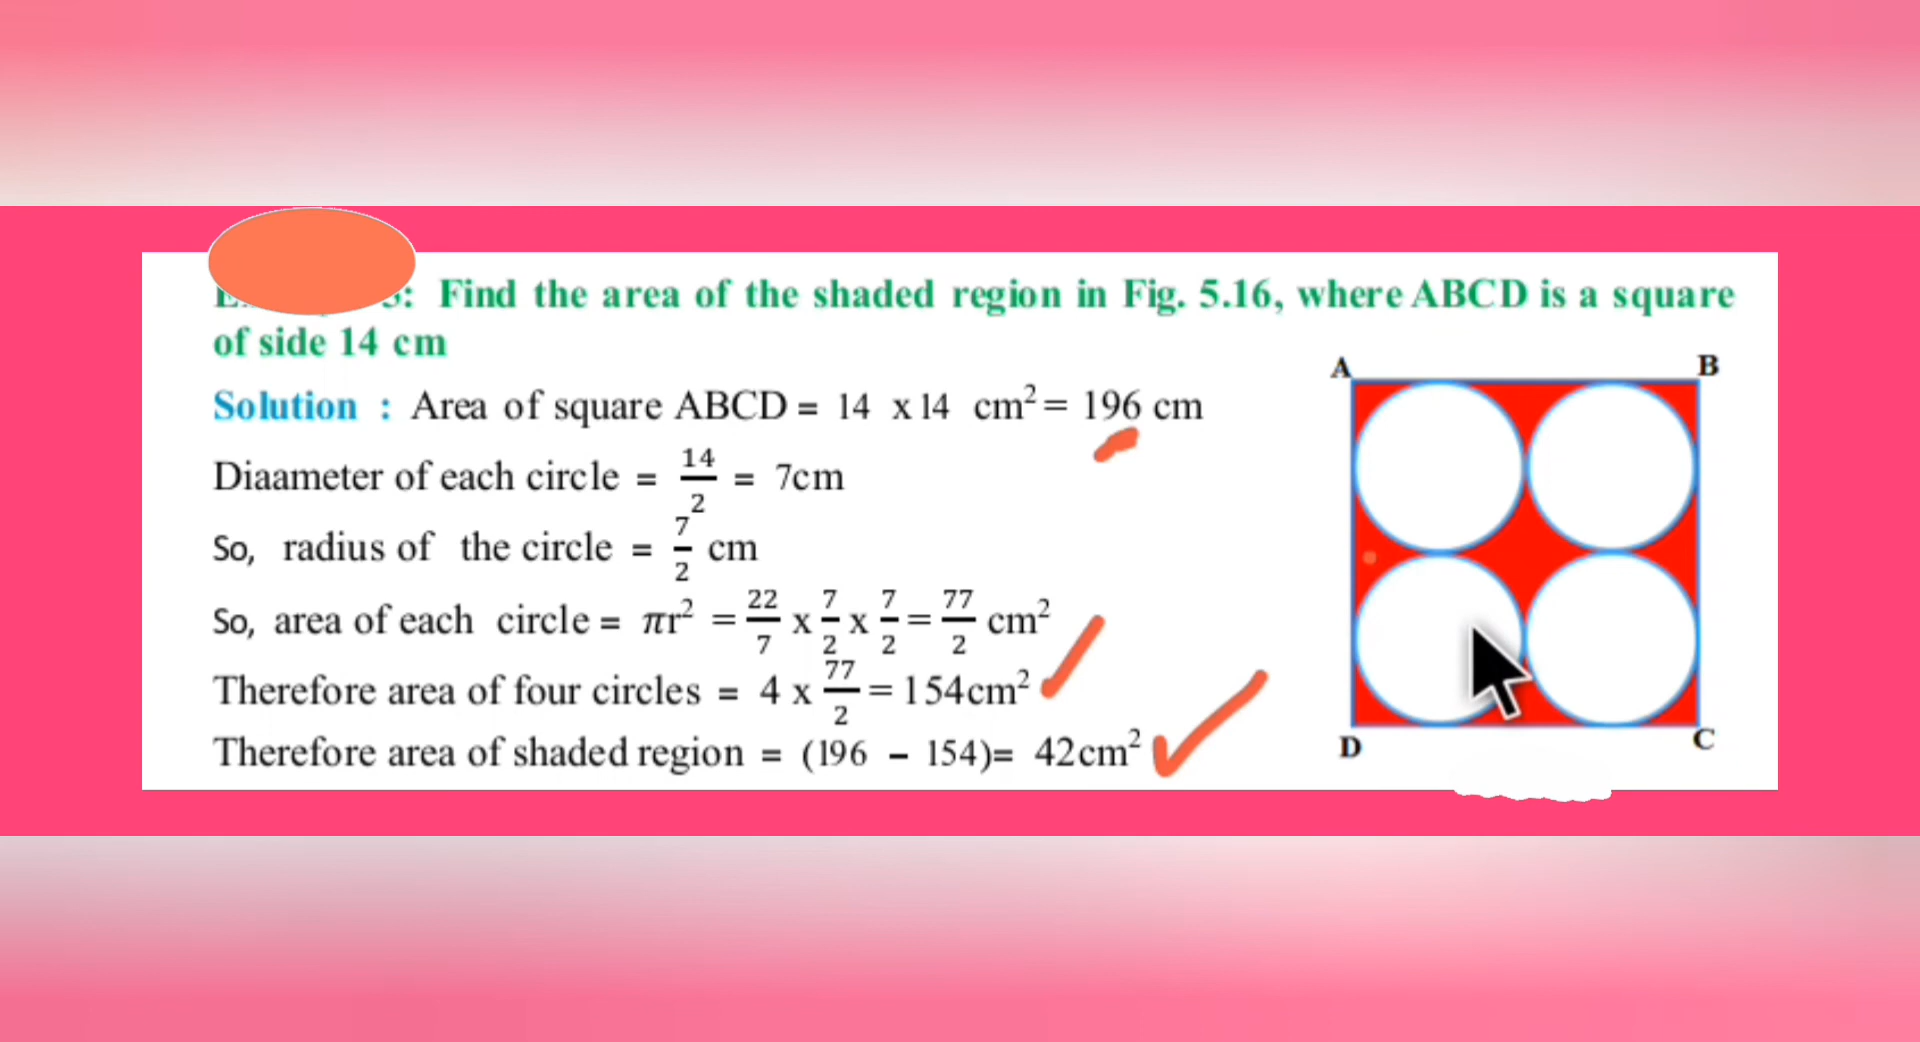 : Find the area of the shaded region in Fig. 5.16, where ABCD is a square
of side 14 cm
Solution : Area of square ABCD = 14 x 14 cm² = 196 cm
Diaameter of each circle = 14/2 = 7cm
So, radius of the circle = 7/2 cm
So, area of each circle = πr² = 22/7 x 7/2 x 7/2 = 77/2 cm²
Therefore area of four circles = 4 x 77/2 = 154cm²
Therefore area of shaded region = (196 – 154)= 42cm²
A
B
D
C